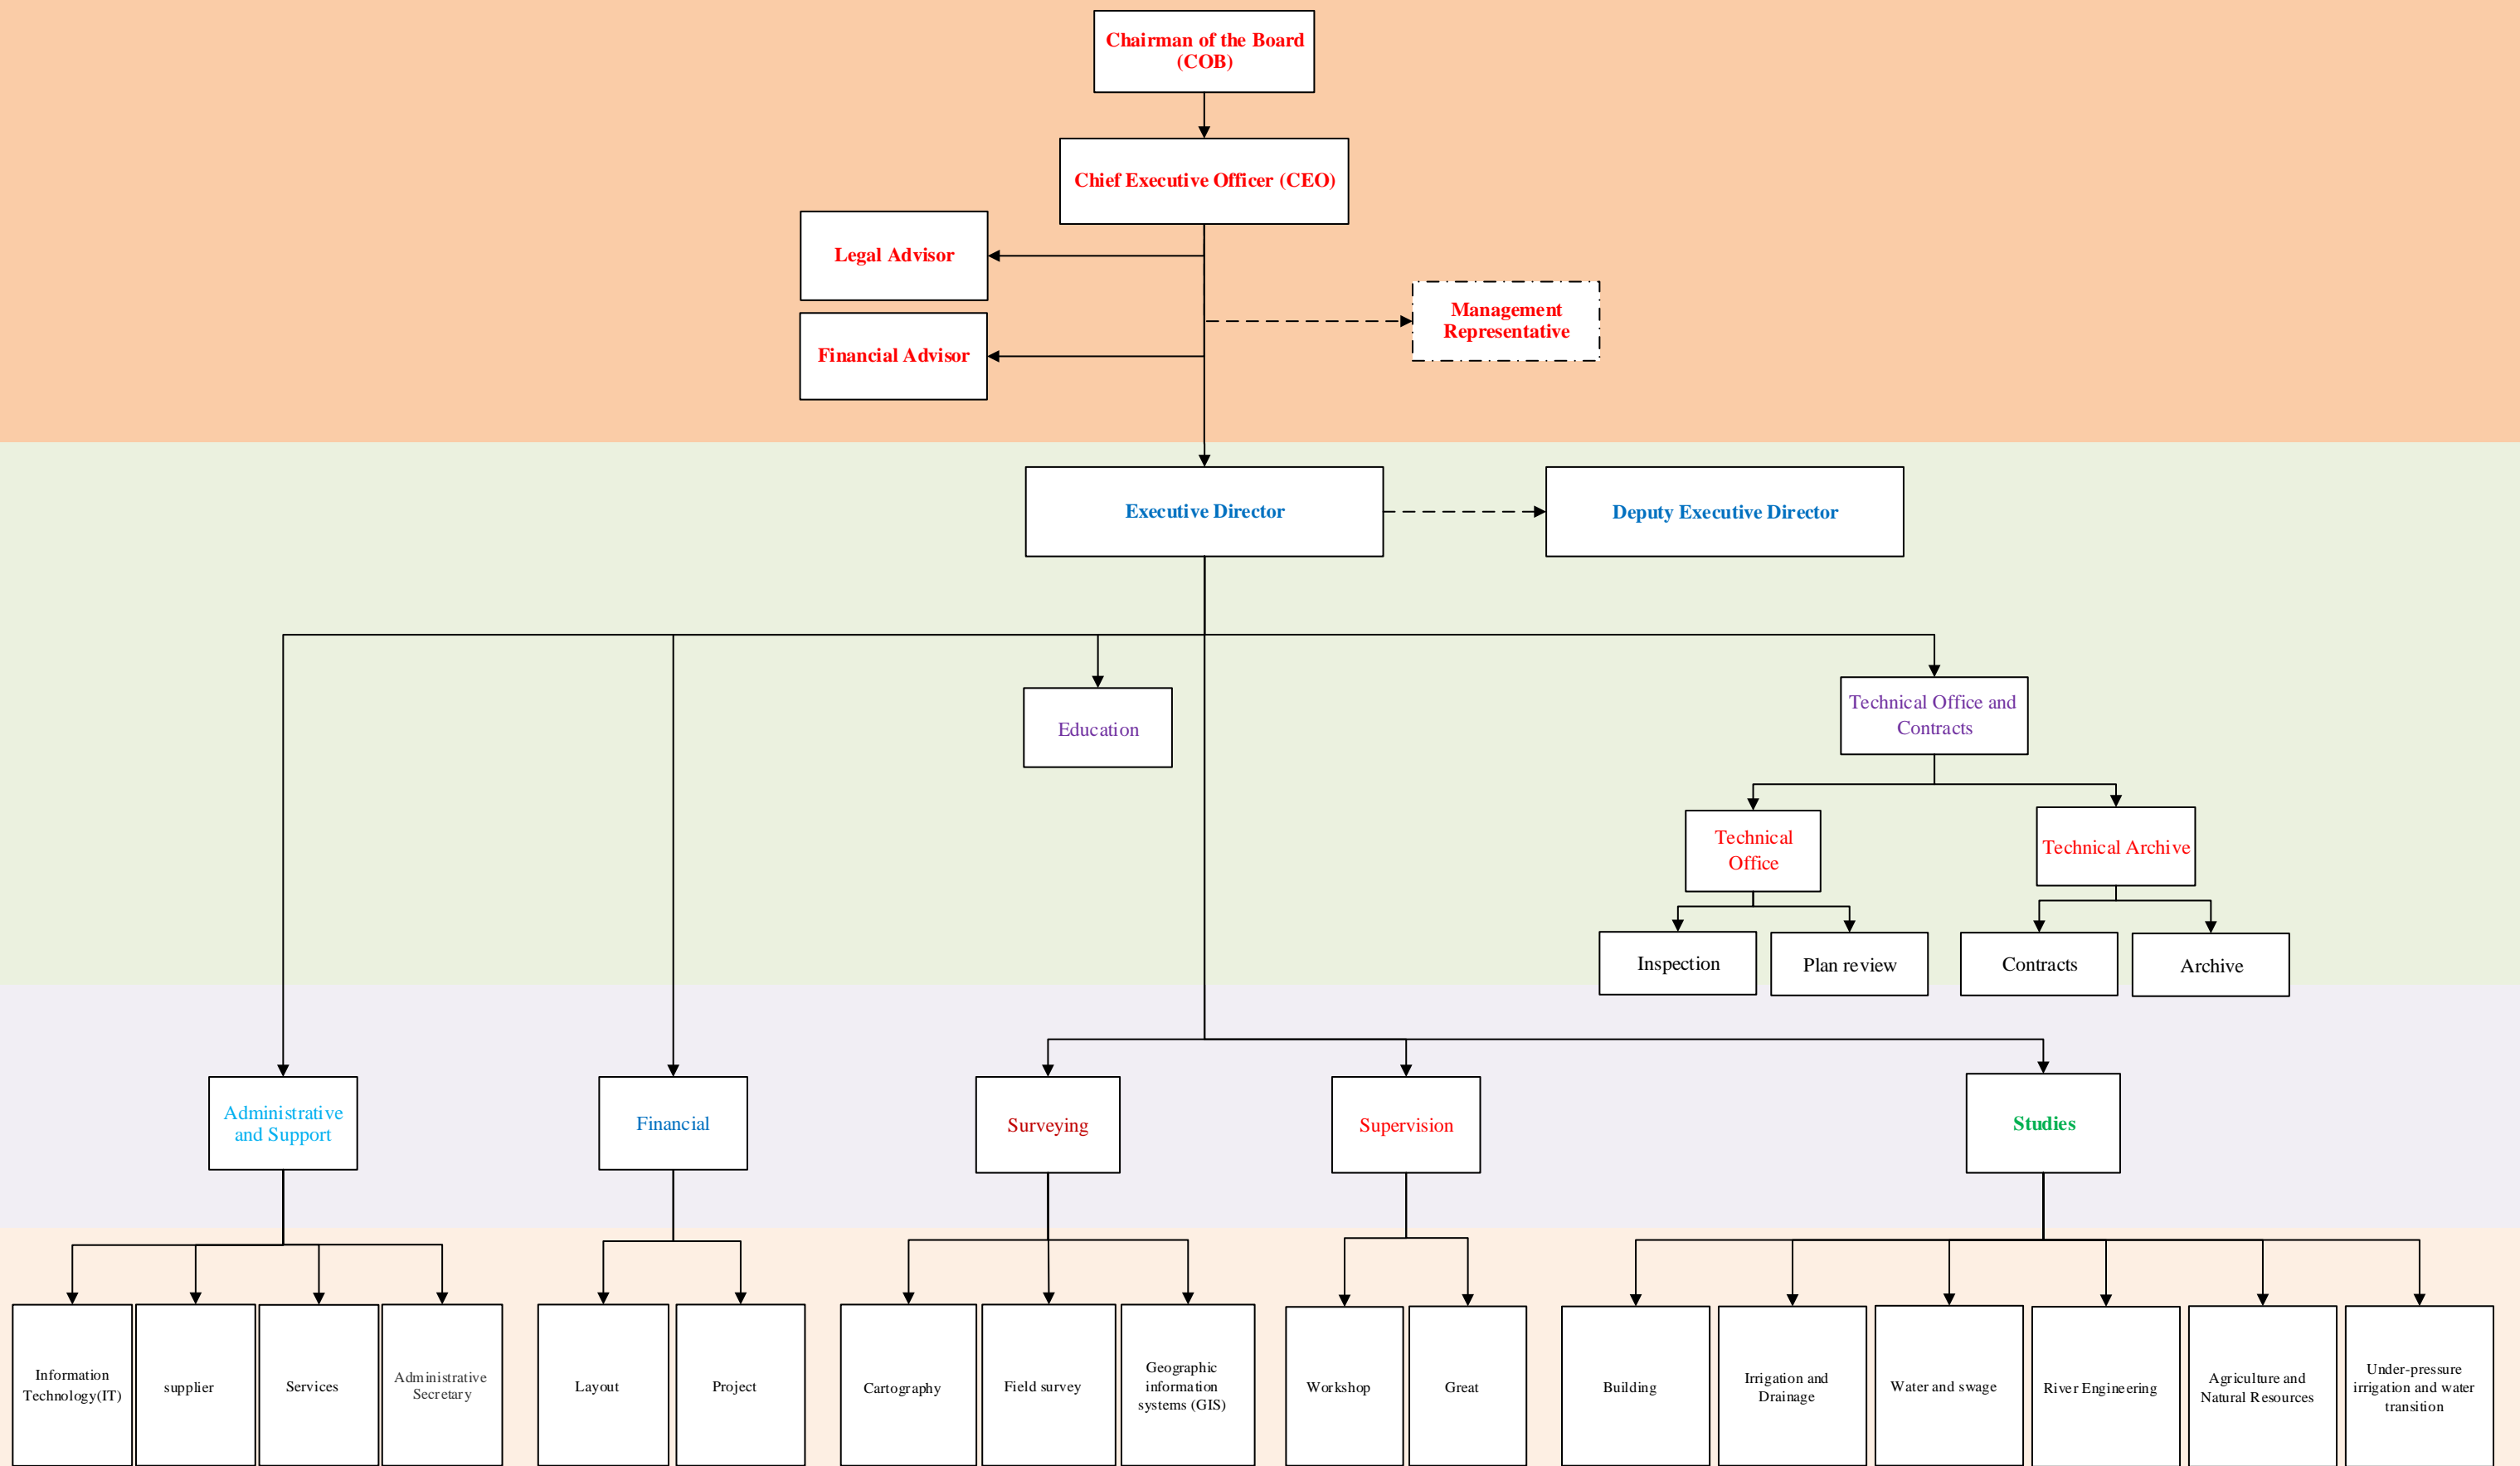 Chairman of the Board
(COB)
Chief Executive Officer (CEO)
Legal Advisor
Management
Representative
Financial Advisor
Executive Director
Deputy Executive Director
Education
Technical Office and
Contracts
Technical
Office
Technical Archive
Inspection
Plan review
Contracts
Archive
Administrative
and Support
Financial
Surveying
Supervision
Studies
Information
Technology(IT)
supplier
Services
Administrative
Secretary
Layout
Project
Cartography
Field survey
Geographic
information
systems (GIS)
Workshop
Great
Building
Irrigation and
Drainage
Water and swage
River Engineering
Agriculture and
Natural Resources
Under-pressure
irrigation and water
transition